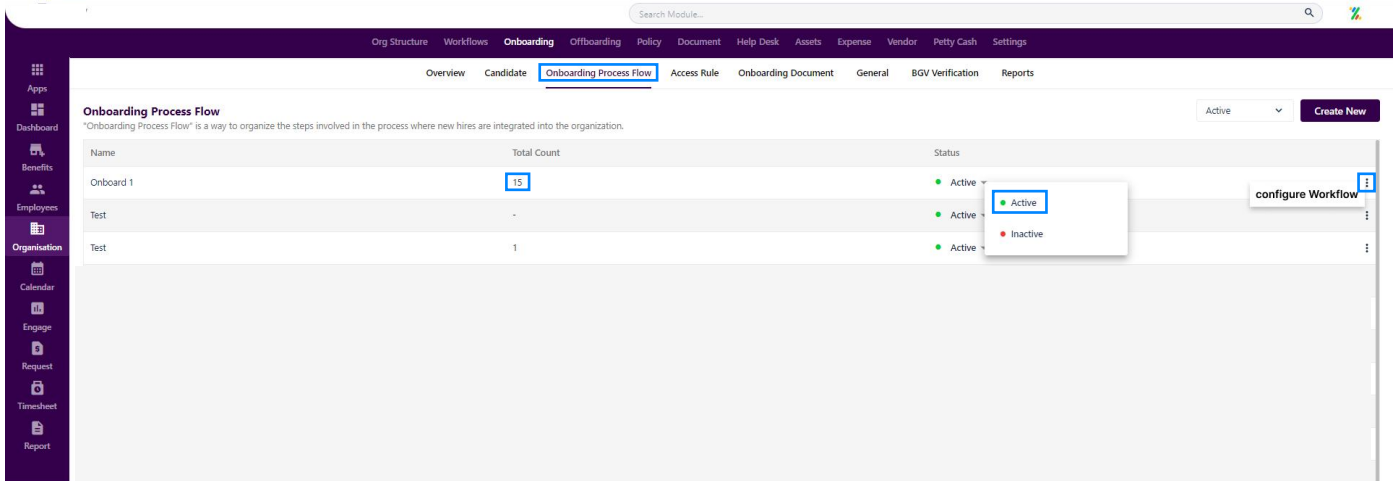 Search Module...
Org Structure Workflows Onboarding Offboarding Policy Document Help Desk Assets Expense Vendor Petty Cash Settings
Overview Candidate Onboarding Process Flow Access Rule Onboarding Document General BGV Verification Reports
Apps
Dashboard
Benefits
Employees
Organisation
Calendar
Engage
Request
Timesheet
Report
Onboarding Process Flow
"Onboarding Process Flow" is a way to organize the steps involved in the process where new hires are integrated into the organization.
Active Create New
Name Total Count Status
Onboard 1 15 Active
configure Workflow
Test - Active
Test 1 Active
Active
Inactive